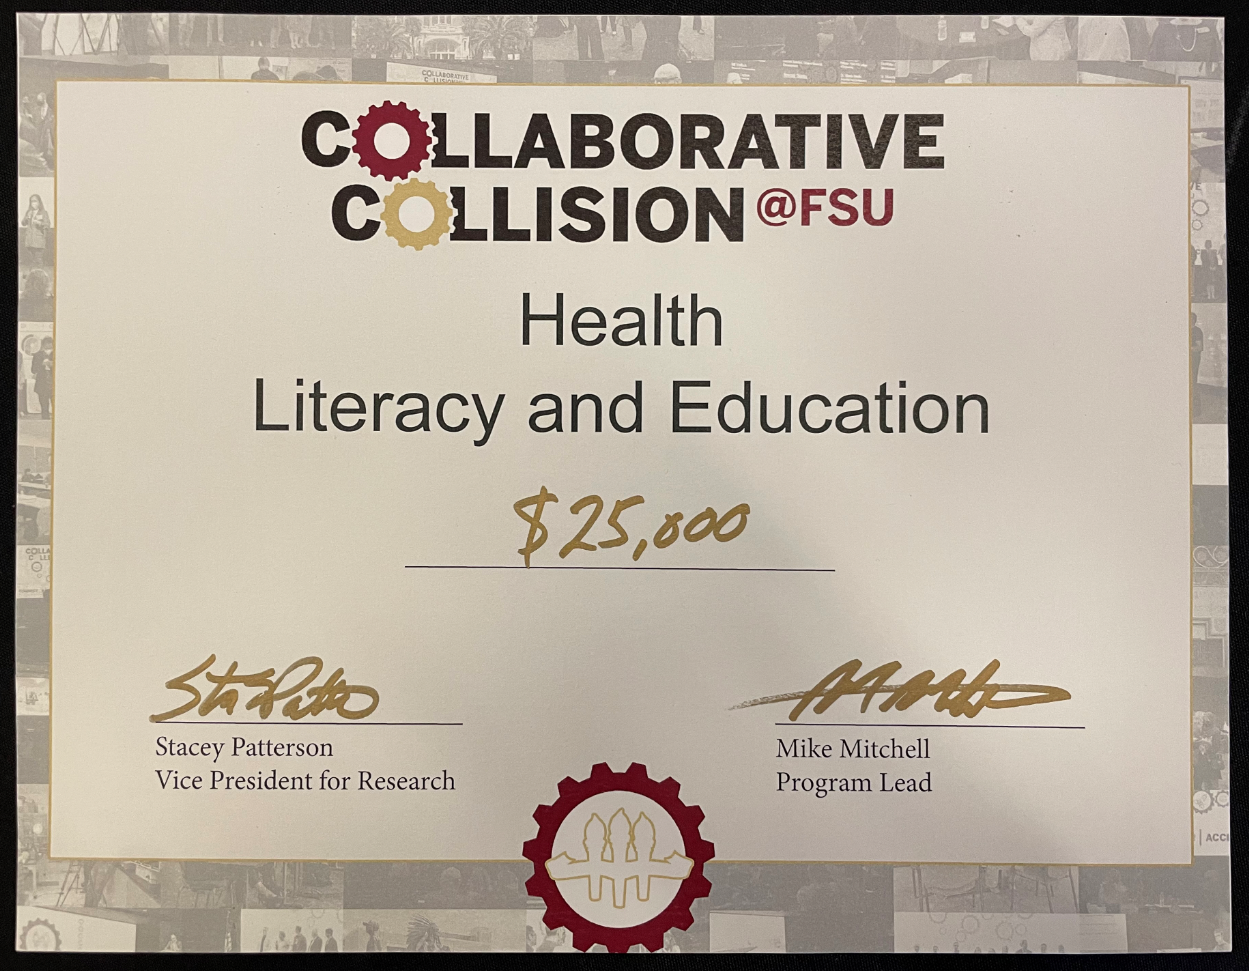 COLLABORATIVE
COLLISION @FSU
Health
Literacy and Education
$25,000
Stacey Patterson
Vice President for Research
Mike Mitchell
Program Lead
COLLABORATIVE